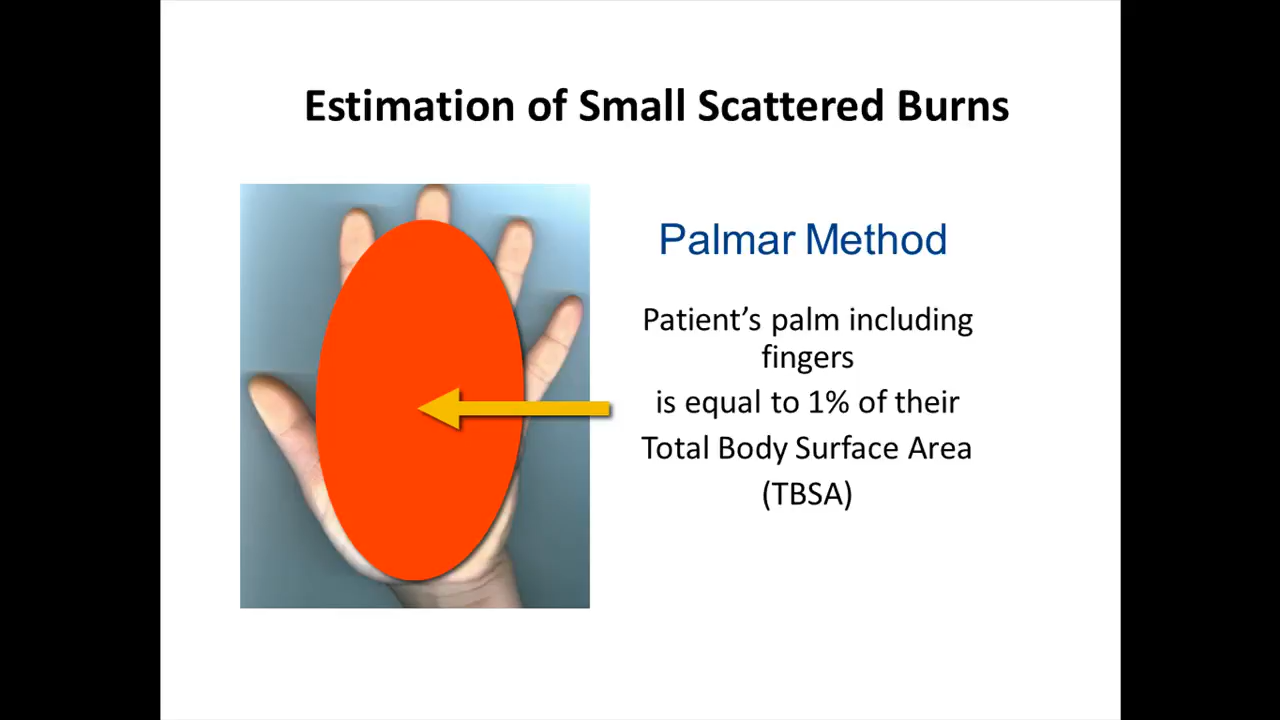 Estimation of Small Scattered Burns
Palmar Method
Patient’s palm including
fingers
is equal to 1% of their
Total Body Surface Area
(TBSA)